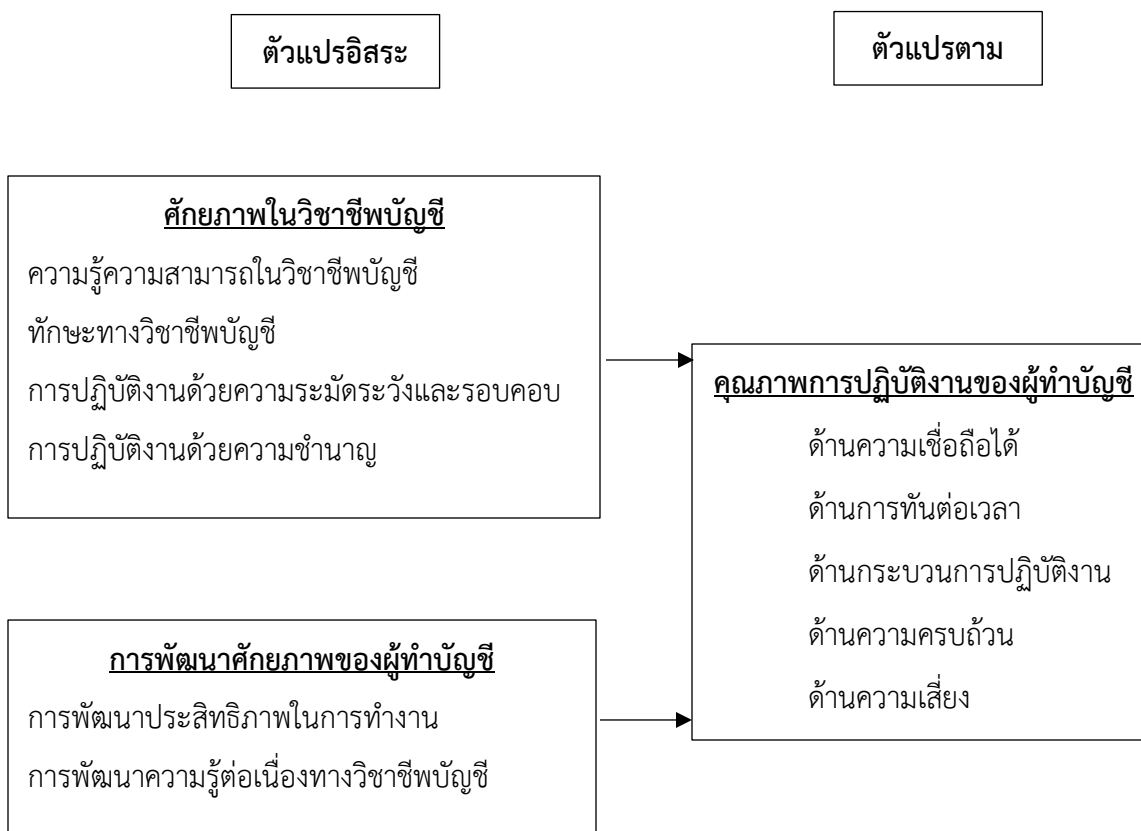 ตัวแปรอิสระ
ตัวแปรตาม
ศักยภาพในวิชาชีพบัญชี
ความรู้ความสามารถในวิชาชีพบัญชี
ทักษะทางวิชาชีพบัญชี
การปฏิบัติงานด้วยความระมัดระวังและรอบคอบ
การปฏิบัติงานด้วยความชำนาญ
คุณภาพการปฏิบัติงานของผู้ทำบัญชี
ด้านความเชื่อถือได้
ด้านการทันต่อเวลา
ด้านกระบวนการปฏิบัติงาน
ด้านความครบถ้วน
ด้านความเสี่ยง
การพัฒนาศักยภาพของผู้ทำบัญชี
การพัฒนาประสิทธิภาพในการทำงาน
การพัฒนาความรู้ต่อเนื่องทางวิชาชีพบัญชี